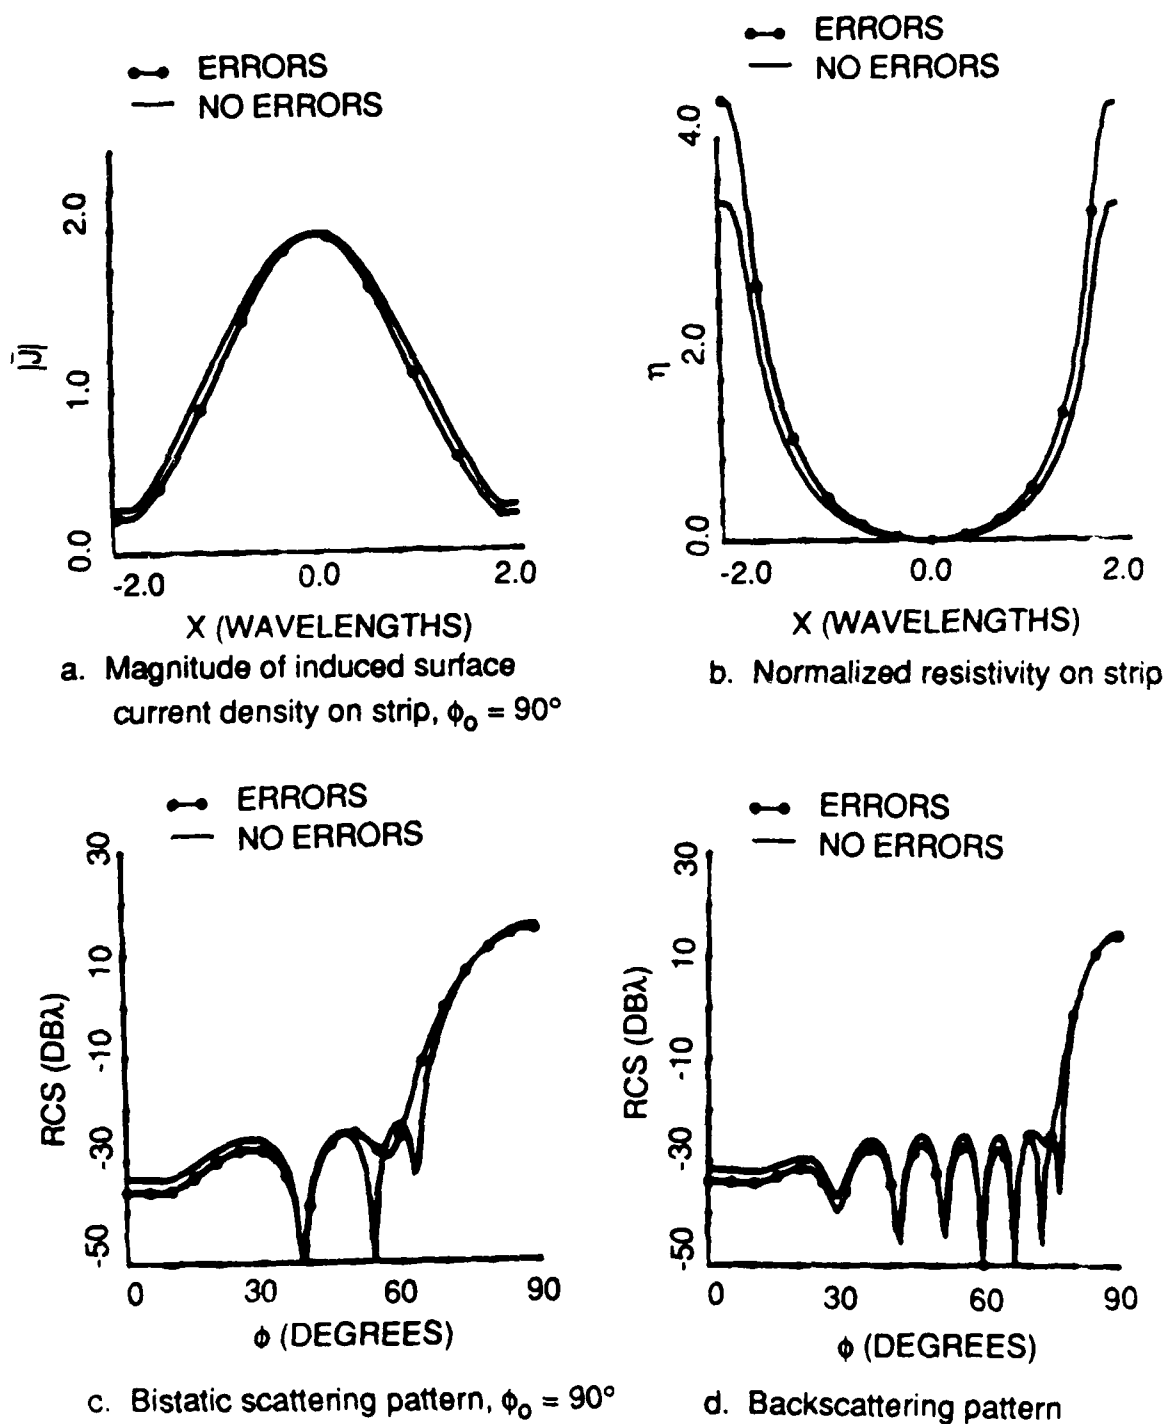 ERRORS
NO ERRORS
2.0
1.0
0.0
|J̄|
-2.0 0.0 2.0
X (WAVELENGTHS)
a. Magnitude of induced surface
current density on strip, ϕₒ = 90°
ERRORS
NO ERRORS
4.0
2.0
0.0
η
-2.0 0.0 2.0
X (WAVELENGTHS)
b. Normalized resistivity on strip
ERRORS
NO ERRORS
30
10
-10
-30
-50
RCS (DBλ)
0 30 60 90
ϕ (DEGREES)
c. Bistatic scattering pattern, ϕₒ = 90°
ERRORS
NO ERRORS
30
10
-10
-30
-50
RCS (DBλ)
0 30 60 90
ϕ (DEGREES)
d. Backscattering pattern